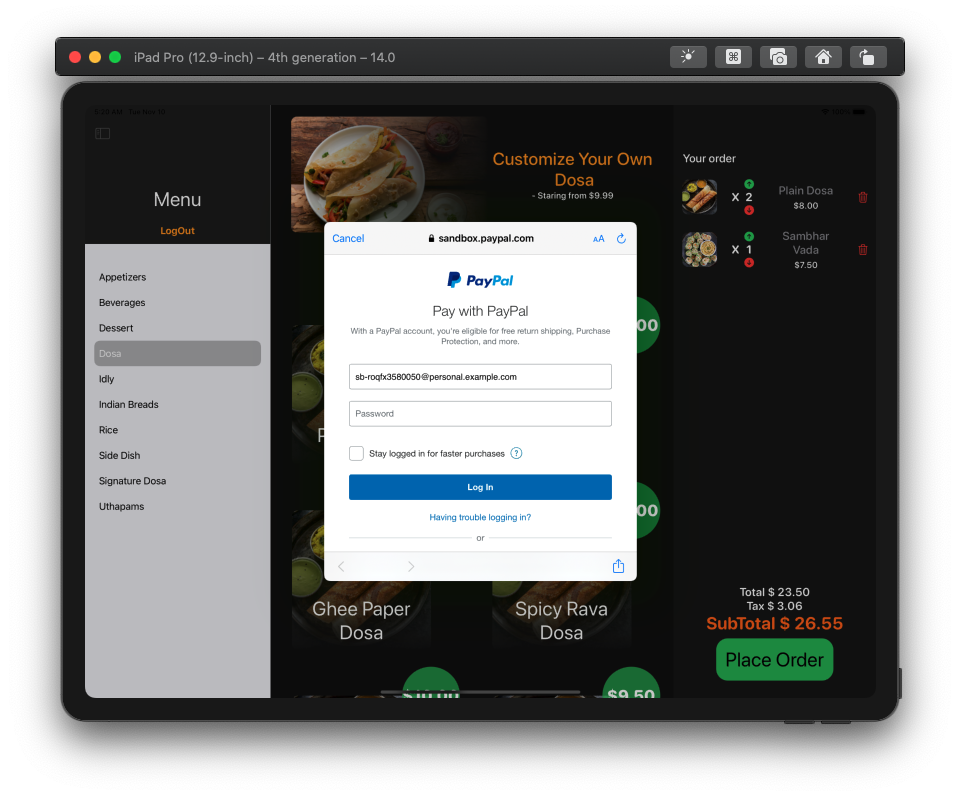 iPad Pro (12.9-inch) – 4th generation – 14.0
Menu
LogOut
Appetizers
Beverages
Dessert
Dosa
Idly
Indian Breads
Rice
Side Dish
Signature Dosa
Uthapams
Customize Your Own
Dosa
- Staring from $9.99
Cancel
sandbox.paypal.com
AA
PayPal
Pay with PayPal
With a PayPal account, you're eligible for free return shipping, Purchase
Protection, and more.
sb-roqfx3580050@personal.example.com
Password
Stay logged in for faster purchases ?
Log In
Having trouble logging in?
or
Ghee Paper
Dosa
Spicy Rava
Dosa
$10.00
$9.50
Your order
X 2
Plain Dosa
$8.00
X 1
Sambhar
Vada
$7.50
Total $ 23.50
Tax $ 3.06
SubTotal $ 26.55
Place Order